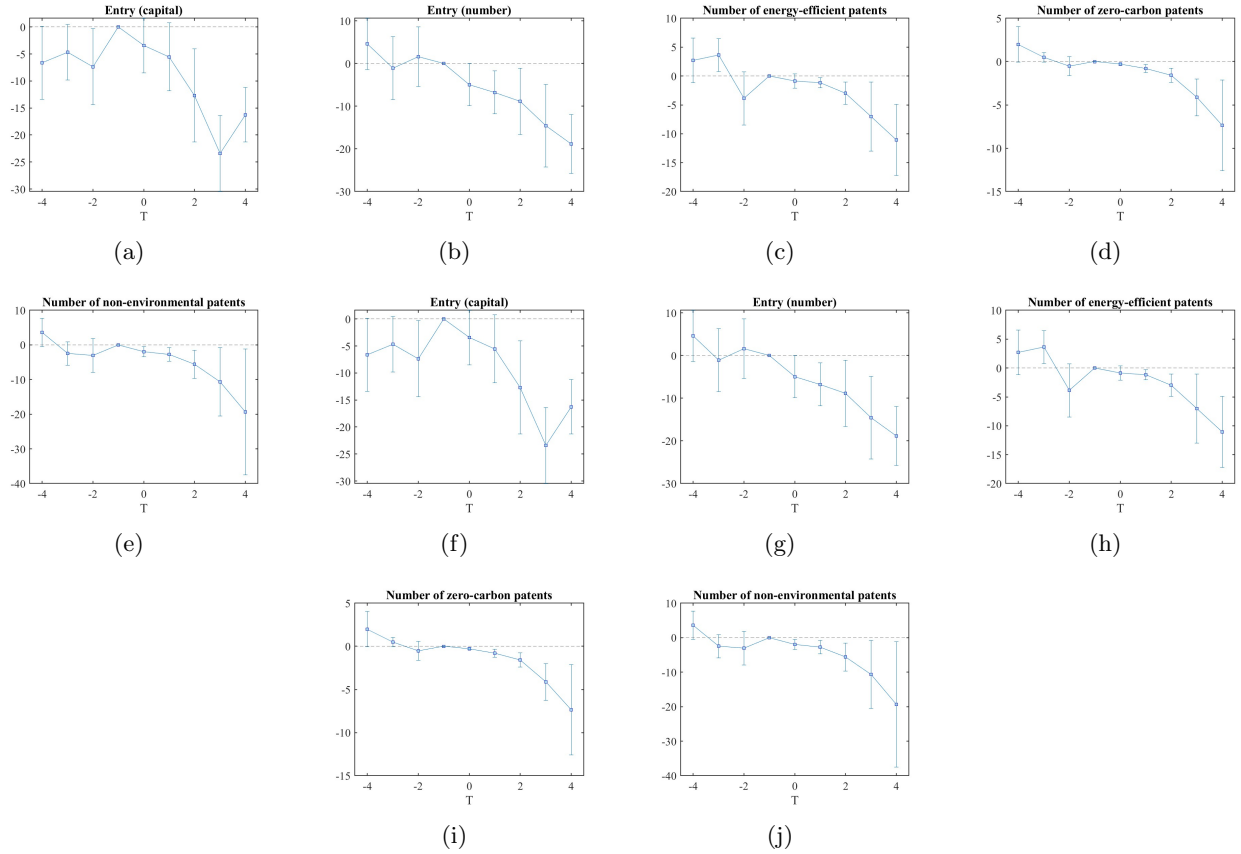 Entry (capital)
0
-5
-10
-15
-20
-25
-30
-4 -2 0 2 4
T
(a)
Entry (number)
10
0
-10
-20
-30
-4 -2 0 2 4
T
(b)
Number of energy-efficient patents
10
5
0
-5
-10
-15
-20
-4 -2 0 2 4
T
(c)
Number of zero-carbon patents
5
0
-5
-10
-15
-4 -2 0 2 4
T
(d)
Number of non-environmental patents
10
0
-10
-20
-30
-40
-4 -2 0 2 4
T
(e)
Entry (capital)
0
-5
-10
-15
-20
-25
-30
-4 -2 0 2 4
T
(f)
Entry (number)
10
0
-10
-20
-30
-4 -2 0 2 4
T
(g)
Number of energy-efficient patents
10
5
0
-5
-10
-15
-20
-4 -2 0 2 4
T
(h)
Number of zero-carbon patents
5
0
-5
-10
-15
-4 -2 0 2 4
T
(i)
Number of non-environmental patents
10
0
-10
-20
-30
-40
-4 -2 0 2 4
T
(j)